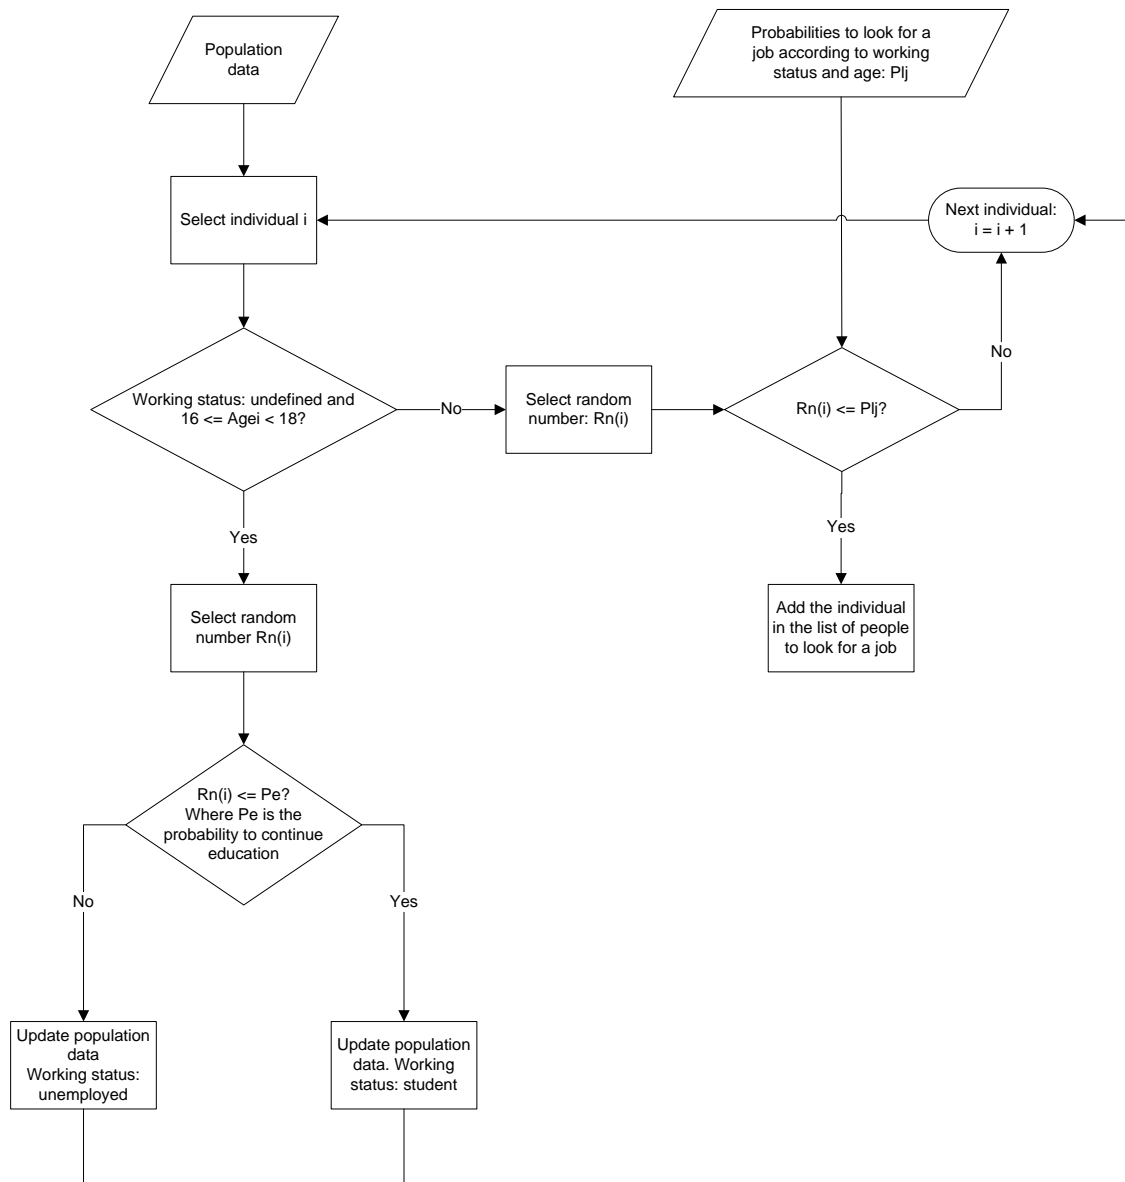 Population
data
Probabilities to look for a
job according to working
status and age: Plj
Select individual i
Next individual:
i = i + 1
Working status: undefined and
16 <= Agei < 18?
No
Select random
number: Rn(i)
Rn(i) <= Plj?
No
Yes
Yes
Select random
number Rn(i)
Add the individual
in the list of people
to look for a job
Rn(i) <= Pe?
Where Pe is the
probability to continue
education
No
Yes
Update population
data
Working status:
unemployed
Update population
data. Working
status: student